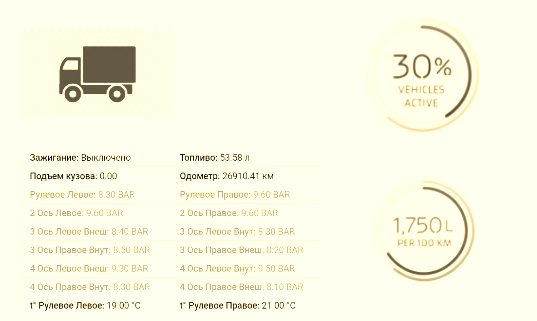 Зажигание: Выключено Топливо: 53.58 л
Подъем кузова: 0.00 Одометр: 26910.41 км
Рулевое Левое: 8.30 BAR Рулевое Правое: 9.60 BAR
2 Ось Левое: 9.60 BAR 2 Ось Правое: 9.60 BAR
3 Ось Левое Внеш: 8.40 BAR 3 Ось Левое Внут: 8.30 BAR
3 Ось Правое Внут: 8.50 BAR 3 Ось Правое Внеш: 8.20 BAR
4 Ось Левое Внеш: 9.30 BAR 4 Ось Левое Внут: 9.50 BAR
4 Ось Правое Внут: 8.30 BAR 4 Ось Правое Внеш: 8.10 BAR
t° Рулевое Левое: 19.00 °C t° Рулевое Правое: 21.00 °C
30%
VEHICLES
ACTIVE
1,750 L
PER 100 KM